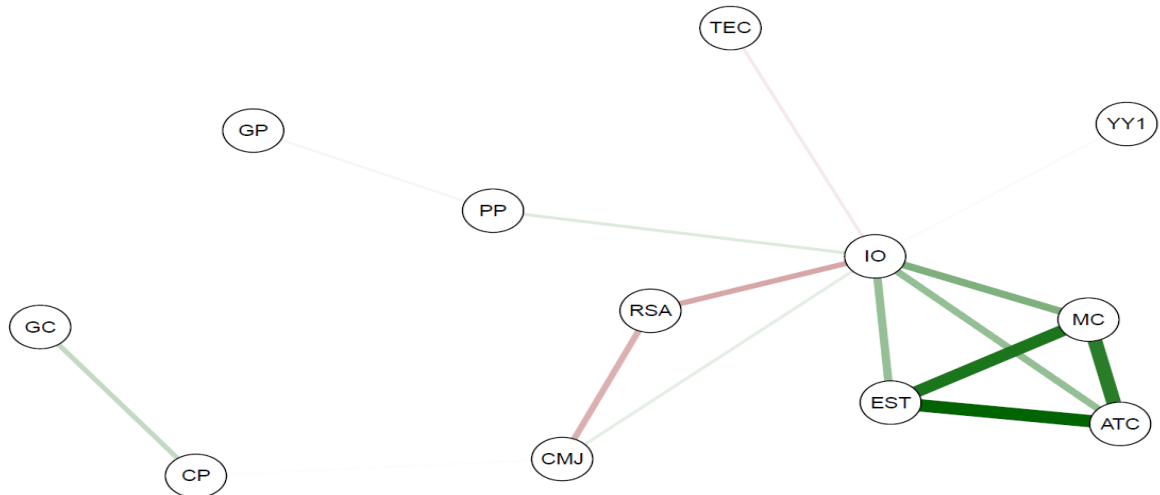 TEC
YY1
GP
PP
IO
RSA
MC
GC
EST
ATC
CMJ
CP